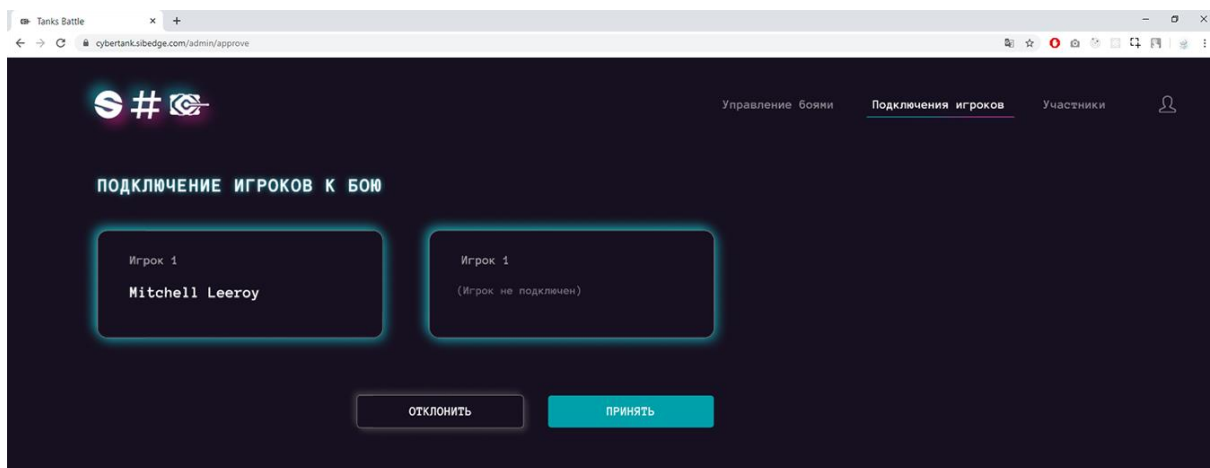 Tanks Battle
cybertank.sibedge.com/admin/approve
S#
Управление боями
Подключения игроков
Участники
ПОДКЛЮЧЕНИЕ ИГРОКОВ К БОЮ
Игрок 1
Mitchell Leeroy
Игрок 1
(Игрок не подключен)
ОТКЛОНИТЬ
ПРИНЯТЬ